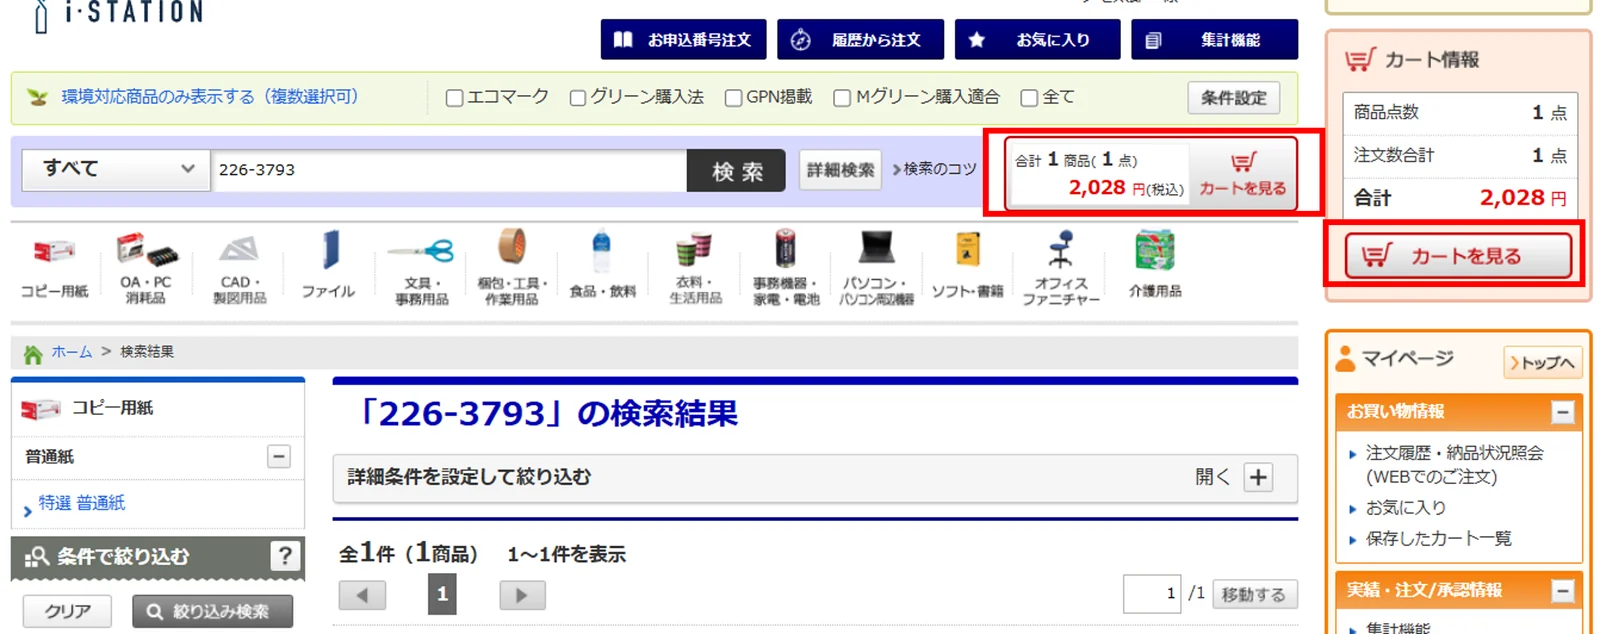 i·STATION
お申込番号注文
履歴から注文
お気に入り
集計機能
環境対応商品のみ表示する（複数選択可）
エコマーク
グリーン購入法
GPN掲載
Mグリーン購入適合
全て
条件設定
すべて
226-3793
検索
詳細検索
検索のコツ
合計 1 商品( 1 点)
2,028 円(税込)
カートを見る
コピー用紙
OA・PC
消耗品
CAD・
製図用品
ファイル
文具・
事務用品
梱包・工具・
作業用品
食品・飲料
衣料・
生活用品
事務機器・
家電・電池
パソコン・
パソコン周辺機器
ソフト・書籍
オフィス
ファニチャー
介護用品
ホーム > 検索結果
コピー用紙
普通紙
特選 普通紙
条件で絞り込む
?
クリア
絞り込み検索
「226-3793」の検索結果
詳細条件を設定して絞り込む
開く
全1件（1商品） 1～1件を表示
1
1 /1 移動する
カート情報
商品点数 1 点
注文数合計 1 点
合計 2,028 円
カートを見る
マイページ
トップへ
お買い物情報
注文履歴・納品状況照会
(WEBでのご注文)
お気に入り
保存したカート一覧
実績・注文/承認情報
集計機能